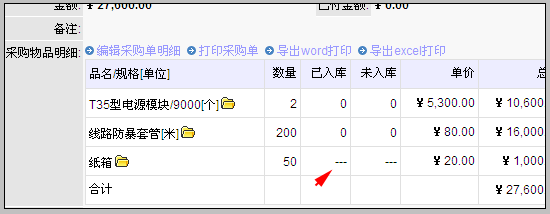 金额: ¥ 27,600.00 已付金额: ¥ 0.00
备注:
采购物品明细: 编辑采购单明细 打印采购单 导出word打印 导出excel打印
品名/规格[单位] 数量 已入库 未入库 单价 总
T35型电源模块/9000[个] 2 0 0 ¥ 5,300.00 ¥ 10,600
线路防暴套管[米] 200 0 0 ¥ 80.00 ¥ 16,000
纸箱 50 --- --- ¥ 20.00 ¥ 1,000
合计 ¥ 27,600